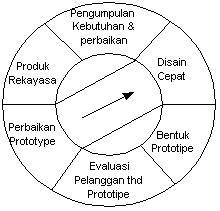 Pengumpulan
Kebutuhan &
perbaikan
Disain
Cepat
Bentuk
Prototipe
Evaluasi
Pelanggan thd
Prototipe
Perbaikan
Prototype
Produk
Rekayasa